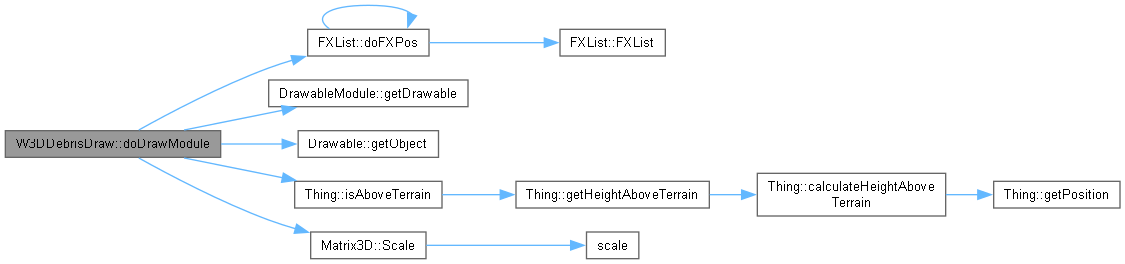 FXList::doFXPos
FXList::FXList
DrawableModule::getDrawable
W3DDebrisDraw::doDrawModule
Drawable::getObject
Thing::isAboveTerrain
Thing::getHeightAboveTerrain
Thing::calculateHeightAbove
Terrain
Thing::getPosition
Matrix3D::Scale
scale